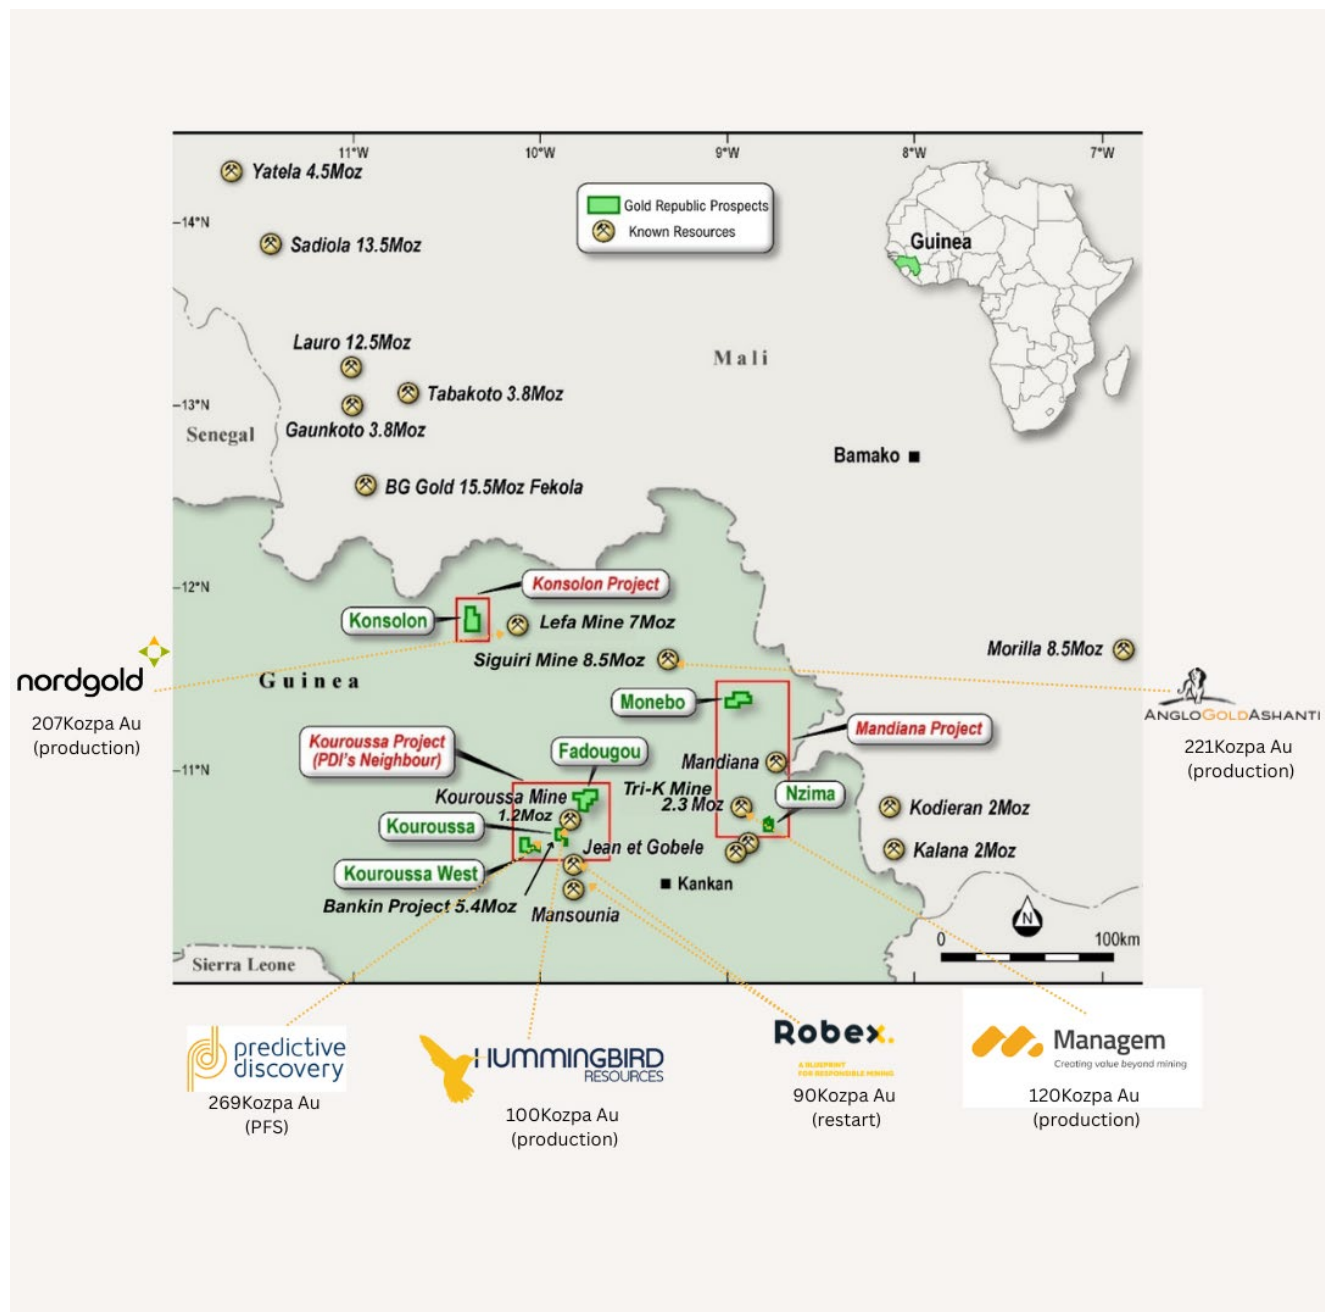 11°W
10°W
9°W
8°W
7°W
14°N
13°N
12°N
11°N
Yatela 4.5Moz
Sadiola 13.5Moz
Gold Republic Prospects
Known Resources
Guinea
Lauro 12.5Moz
Mali
Tabakoto 3.8Moz
Senegal
Gaunkoto 3.8Moz
Bamako
BG Gold 15.5Moz Fekola
Konsolon Project
Konsolon
Lefa Mine 7Moz
Siguiri Mine 8.5Moz
Morilla 8.5Moz
Guinea
Monebo
Mandiana Project
Kouroussa Project
(PDI's Neighbour)
Fadougou
Mandiana
Tri-K Mine
2.3 Moz
Nzima
Kouroussa Mine
1.2Moz
Kodieran 2Moz
Kouroussa
Jean et Gobele
Kalana 2Moz
Kouroussa West
Kankan
Bankin Project 5.4Moz
Mansounia
N
0
100km
Sierra Leone
nordgold
207Kozpa Au
(production)
ANGLOGOLDASHANTI
221Kozpa Au
(production)
predictive
discovery
269Kozpa Au
(PFS)
HUMMINGBIRD
RESOURCES
100Kozpa Au
(production)
Robex.
A BLUEPRINT
FOR RESPONSIBLE MINING
90Kozpa Au
(restart)
Managem
Creating value beyond mining
120Kozpa Au
(production)